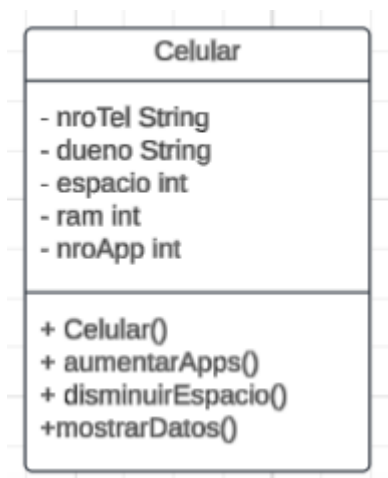 Celular
- nroTel String
- dueno String
- espacio int
- ram int
- nroApp int
+ Celular()
+ aumentarApps()
+ disminuirEspacio()
+mostrarDatos()